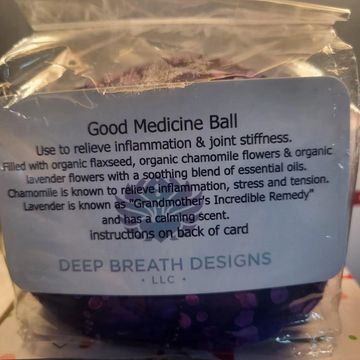 Good Medicine Ball
Use to relieve inflammation & joint stiffness.
Filled with organic flaxseed, organic chamomile flowers & organic
lavender flowers with a soothing blend of essential oils.
Chamomile is known to relieve inflammation, stress and tension.
Lavender is known as "Grandmother's Incredible Remedy"
and has a calming scent.
instructions on back of card
DEEP BREATH DESIGNS
• LLC •